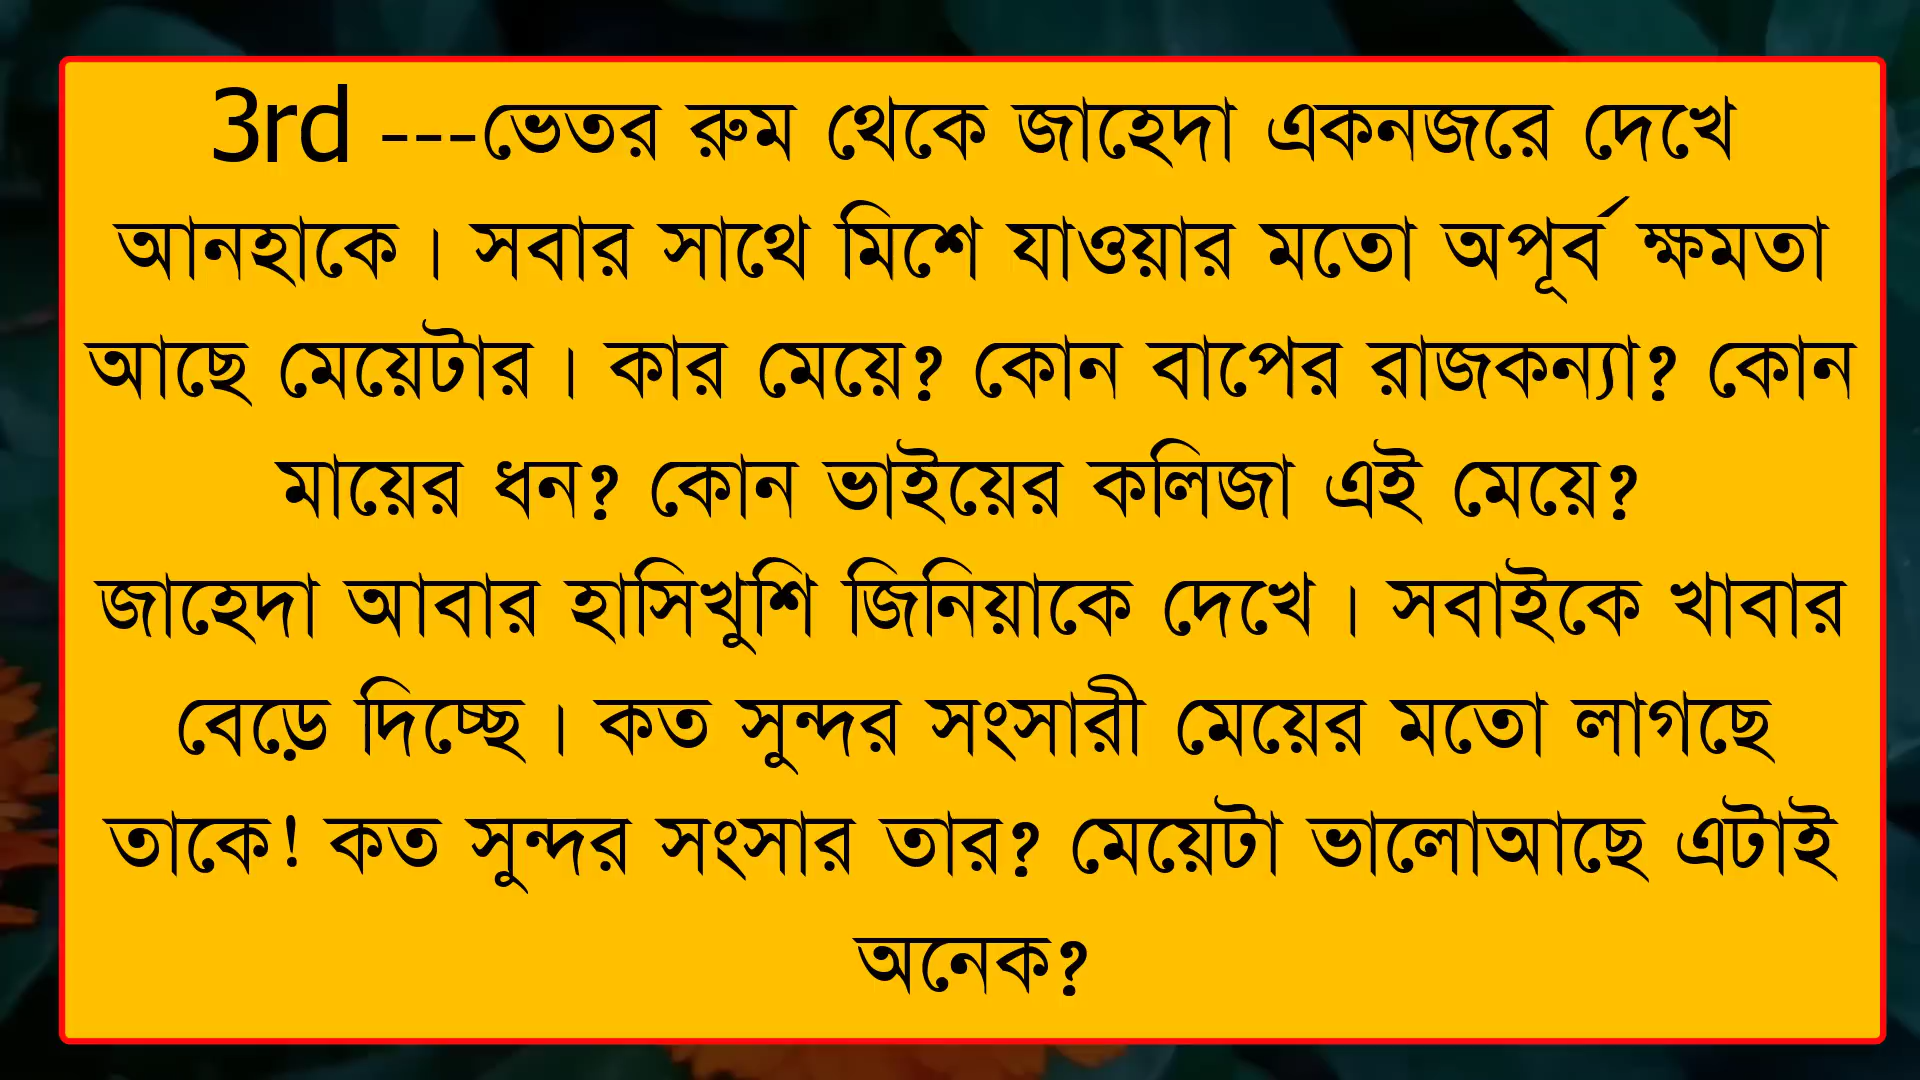 3rd ---ভেতর রুম থেকে জাহেদা একনজরে দেখে
আনহাকে। সবার সাথে মিশে যাওয়ার মতো অপূর্ব ক্ষমতা
আছে মেয়েটার। কার মেয়ে? কোন বাপের রাজকন্যা? কোন
মায়ের ধন? কোন ভাইয়ের কলিজা এই মেয়ে?
জাহেদা আবার হাসিখুশি জিনিয়াকে দেখে। সবাইকে খাবার
বেড়ে দিচ্ছে। কত সুন্দর সংসারী মেয়ের মতো লাগছে
তাকে! কত সুন্দর সংসার তার? মেয়েটা ভালোআছে এটাই
অনেক?